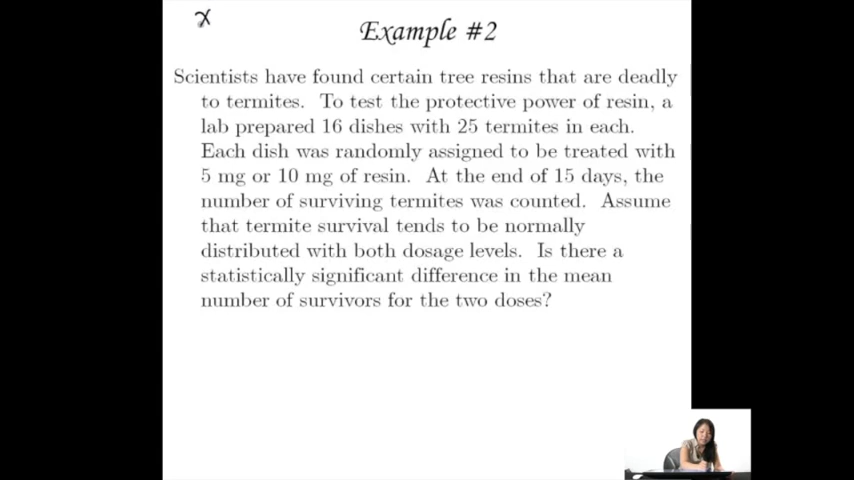 x
Example #2
Scientists have found certain tree resins that are deadly
to termites. To test the protective power of resin, a
lab prepared 16 dishes with 25 termites in each.
Each dish was randomly assigned to be treated with
5 mg or 10 mg of resin. At the end of 15 days, the
number of surviving termites was counted. Assume
that termite survival tends to be normally
distributed with both dosage levels. Is there a
statistically significant difference in the mean
number of survivors for the two doses?